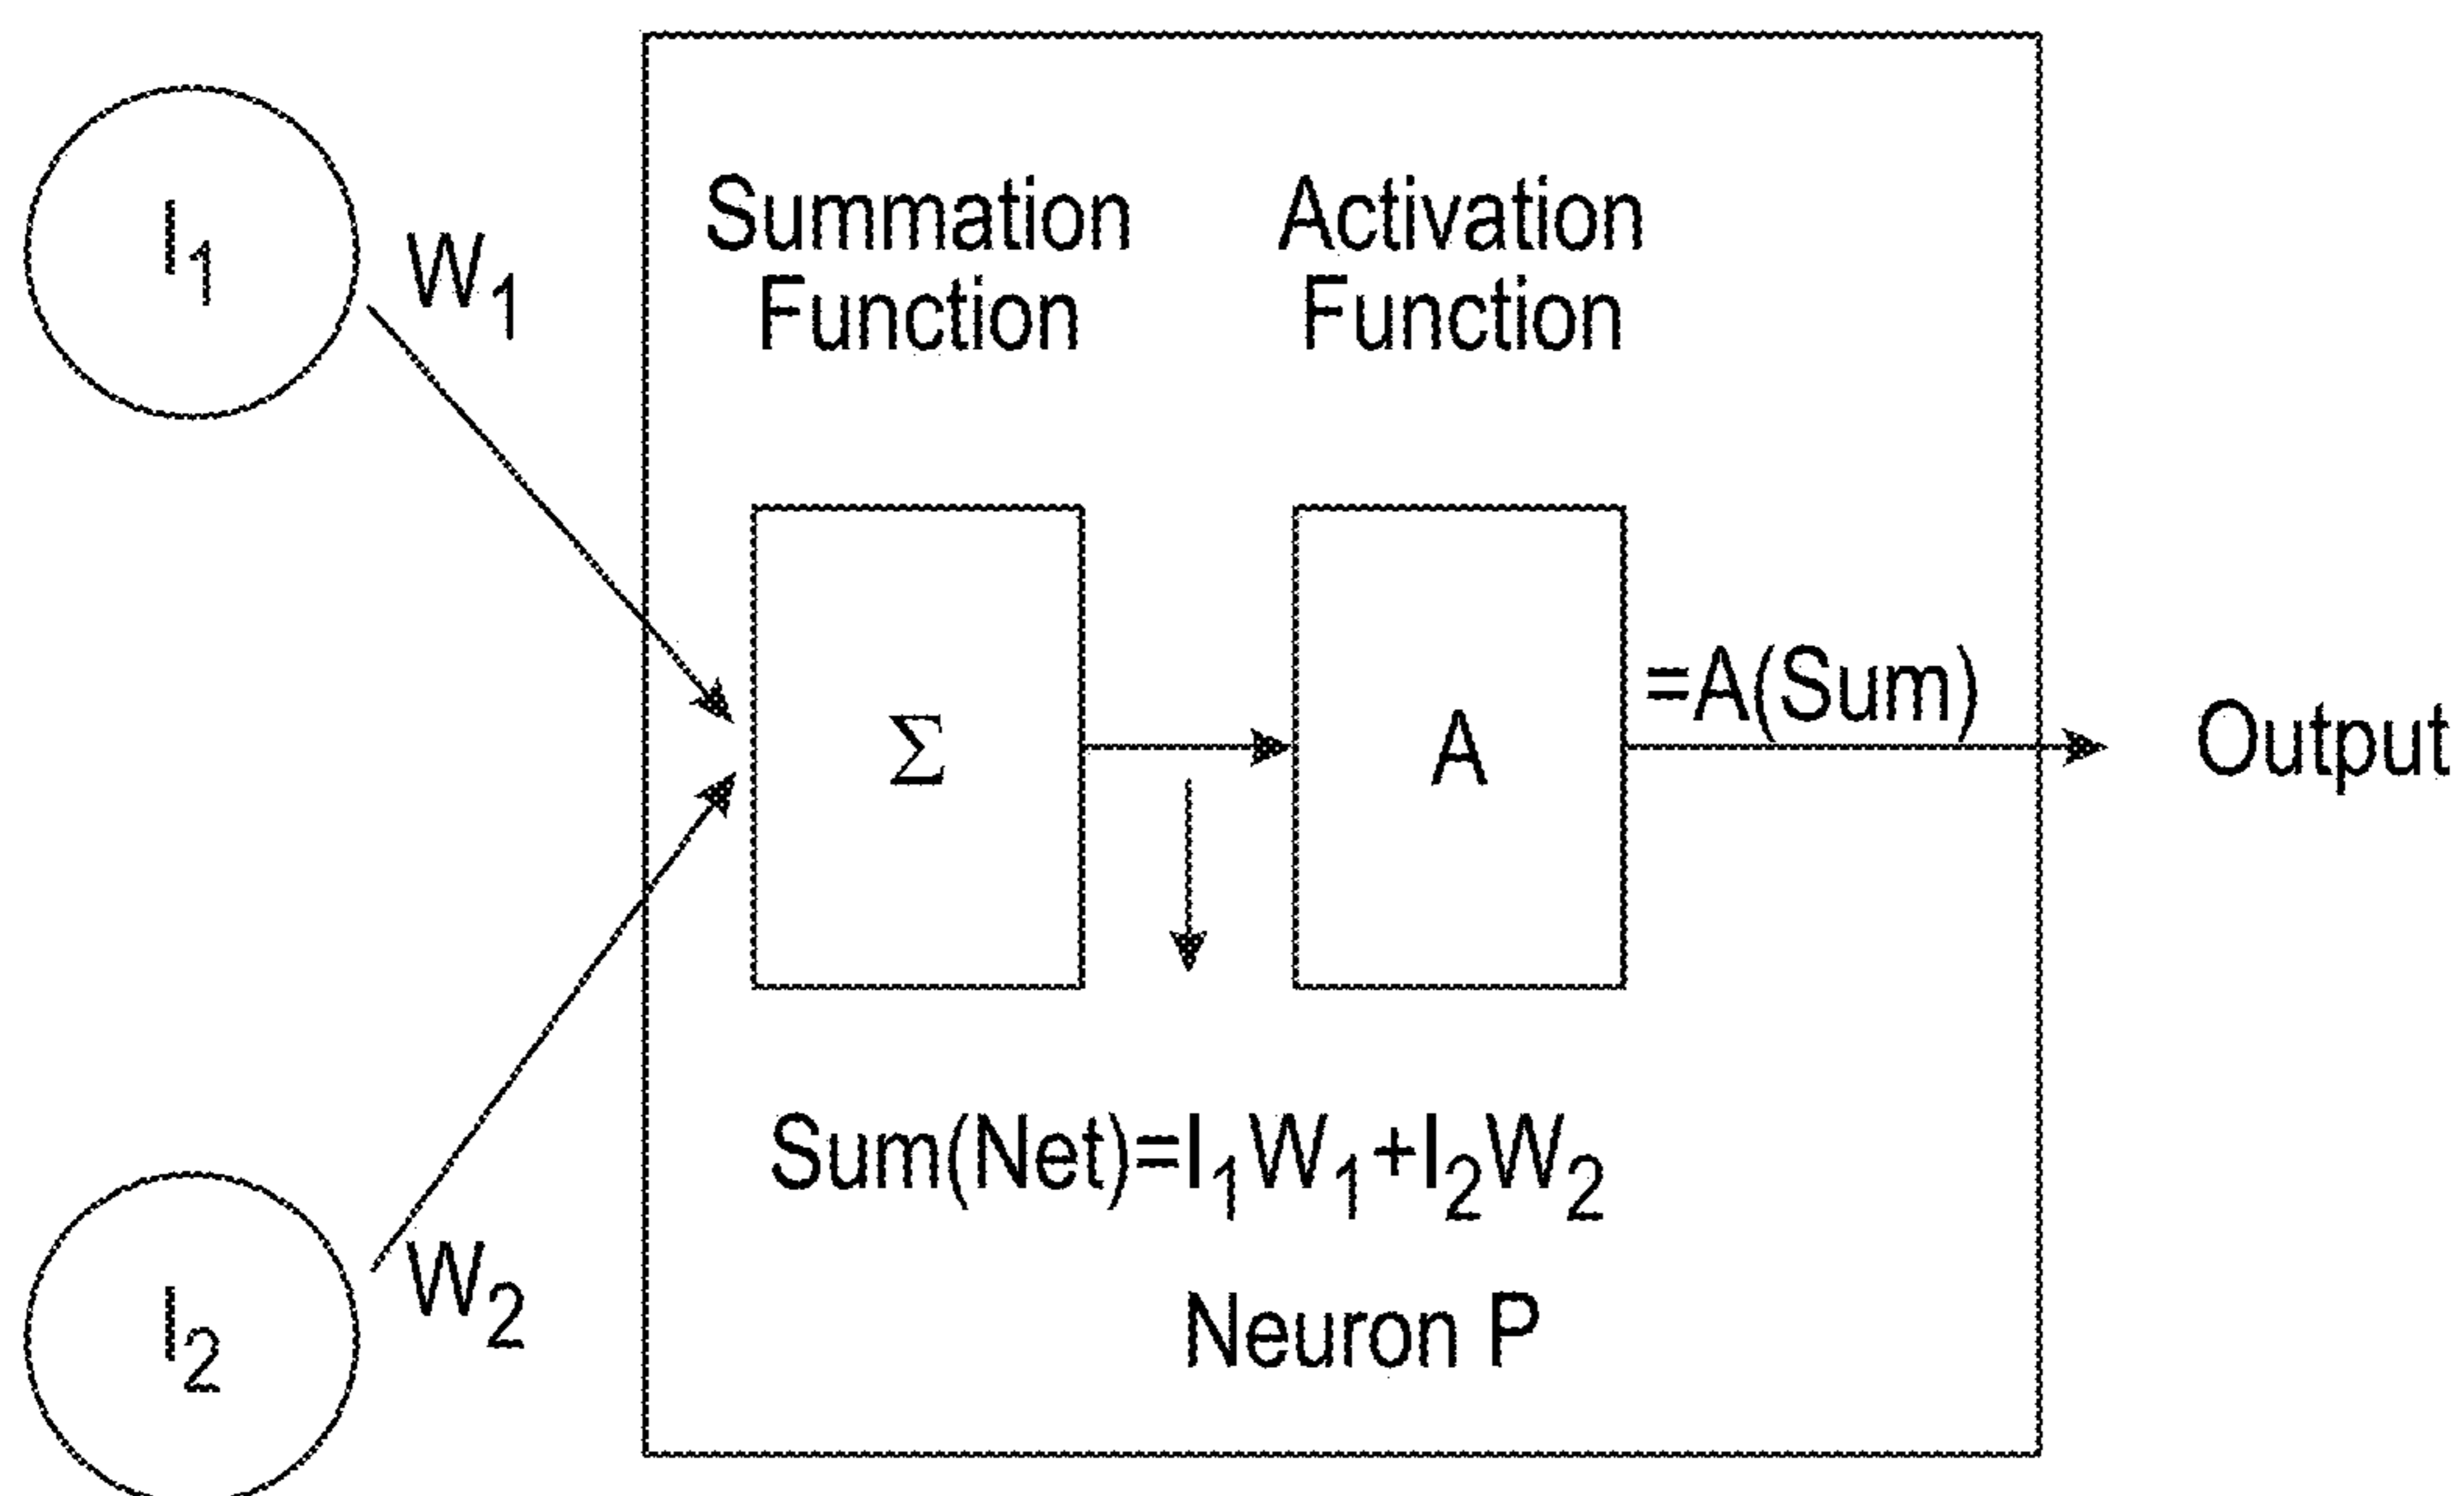 I1
W1
Summation
Function
Activation
Function
Σ
A
=A(Sum)
Output
Sum(Net)=I1W1+I2W2
I2
W2
Neuron P